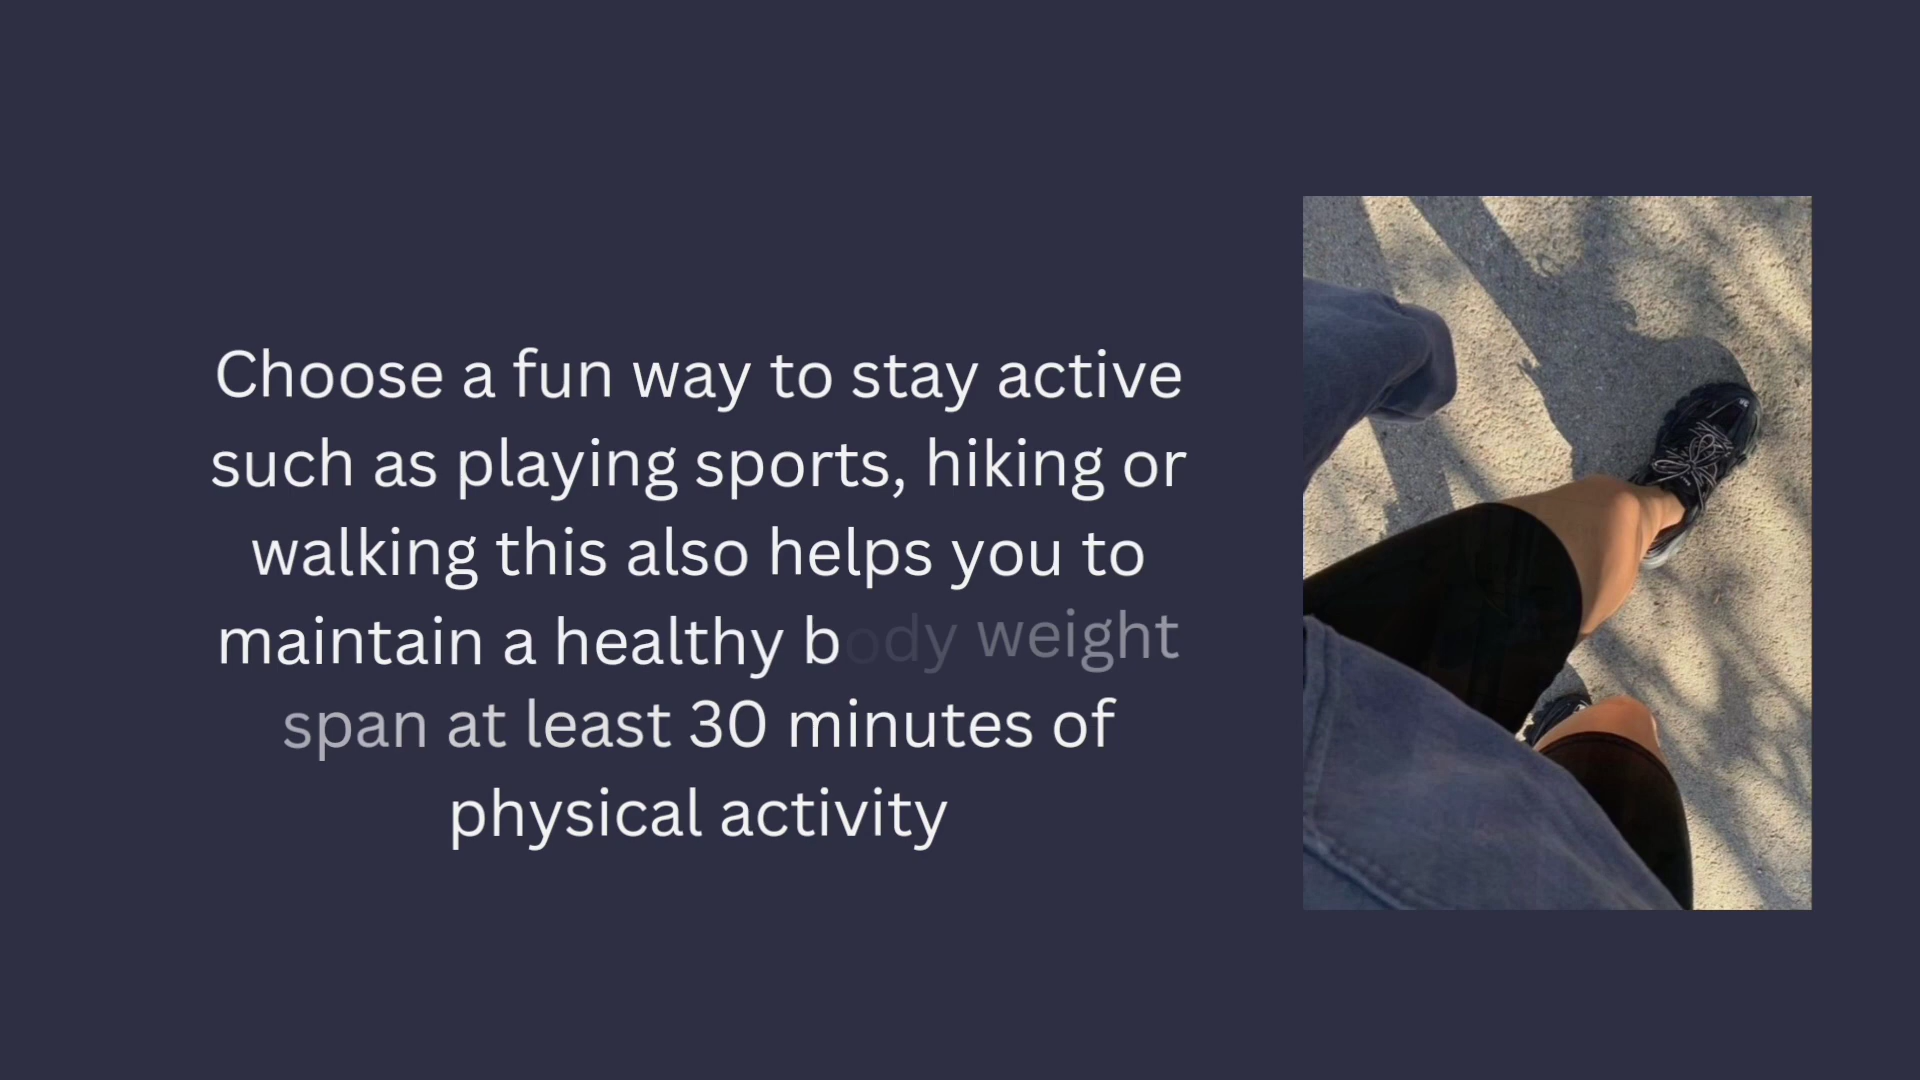 Choose a fun way to stay active
such as playing sports, hiking or
walking this also helps you to
maintain a healthy body weight
span at least 30 minutes of
physical activity